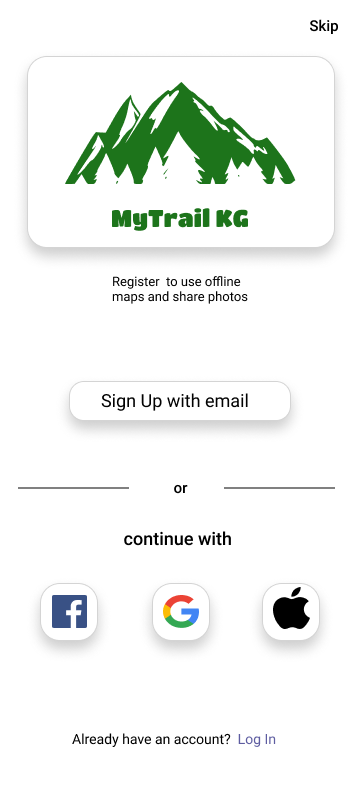 Skip
MyTrail KG
Register to use offline
maps and share photos
Sign Up with email
or
continue with
Already have an account? Log In